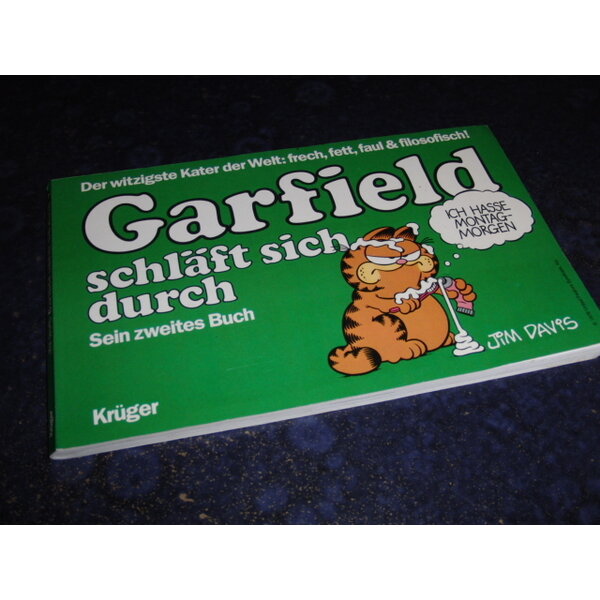 Der witzigste Kater der Welt: frech, fett, faul & filosofisch!
Garfield
schläft sich
durch
Sein zweites Buch
ICH HASSE
MONTAG-
MORGEN
JIM DAVIS
Krüger